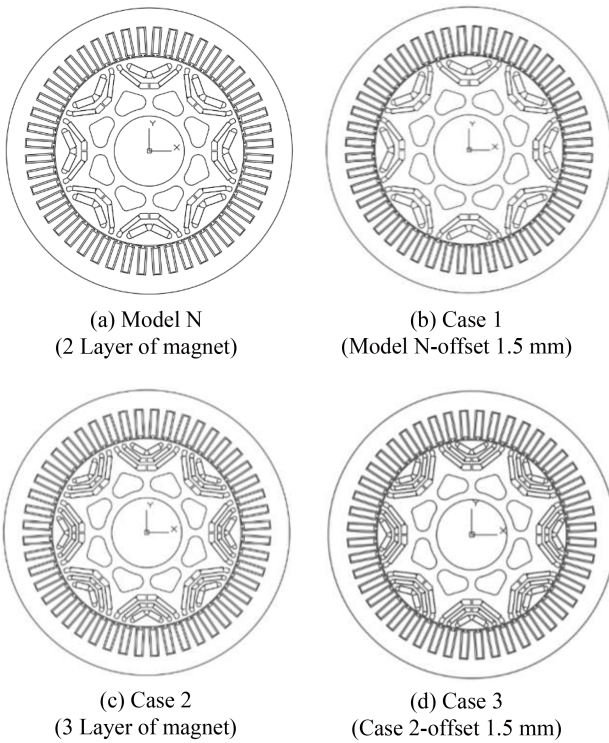 Y
X
Y
X
(a) Model N
(2 Layer of magnet)
(b) Case 1
(Model N-offset 1.5 mm)
Y
X
Y
X
(c) Case 2
(3 Layer of magnet)
(d) Case 3
(Case 2-offset 1.5 mm)